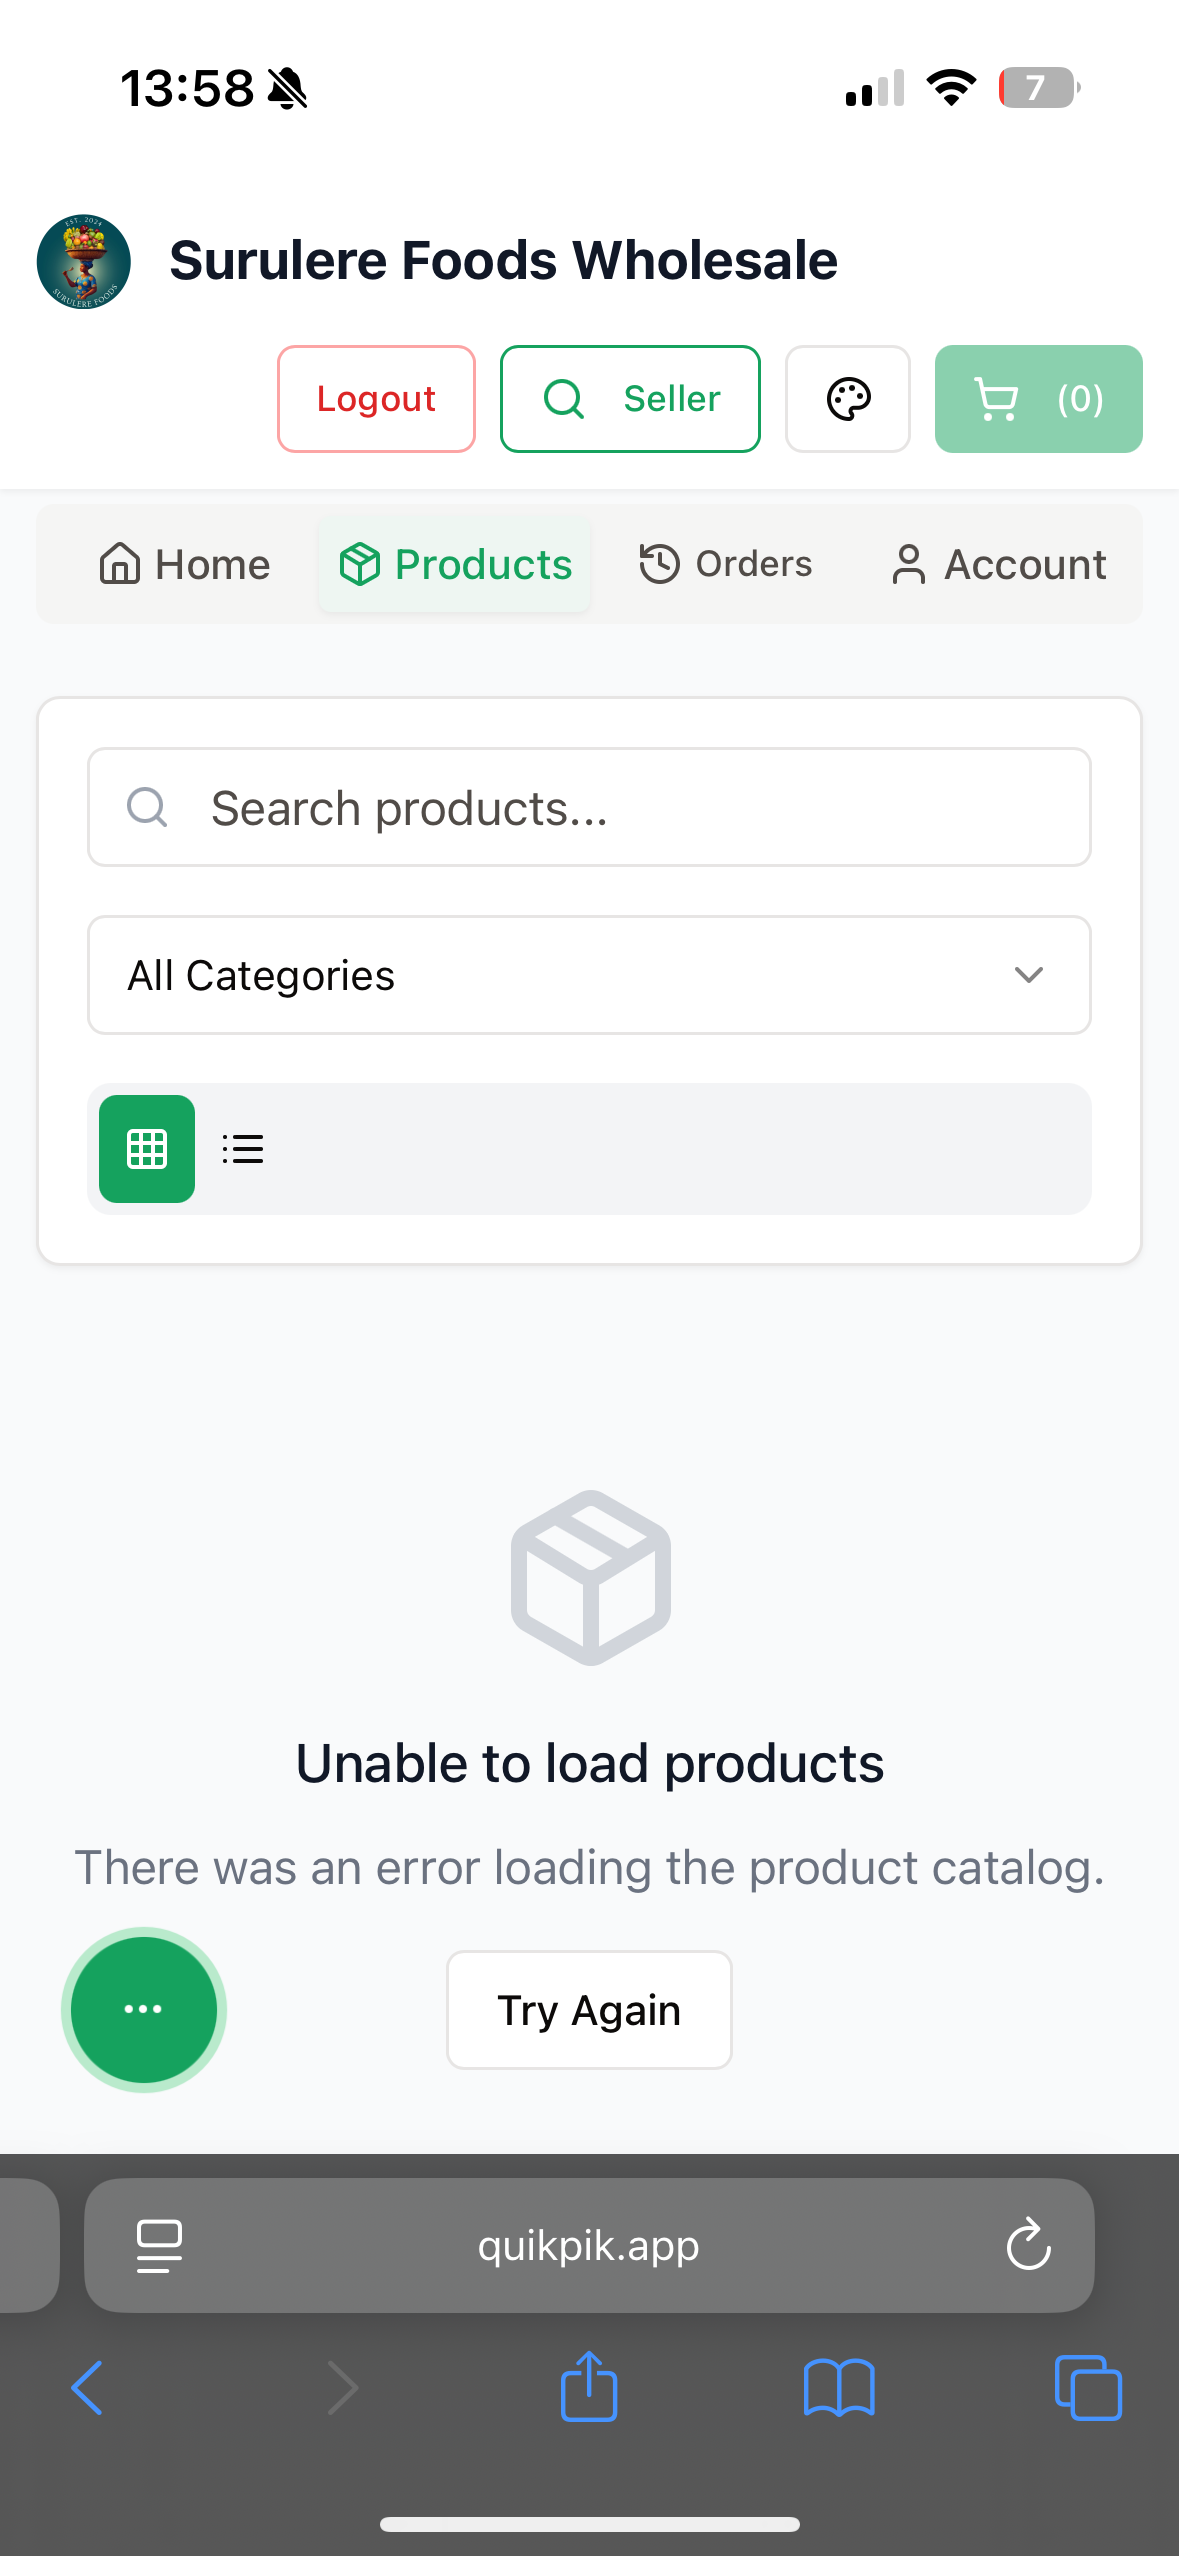 13:58
7
EST. 2024
SURULERE FOODS
Surulere Foods Wholesale
Logout
Seller
(0)
Home
Products
Orders
Account
Search products...
All Categories
Unable to load products
There was an error loading the product catalog.
Try Again
quikpik.app